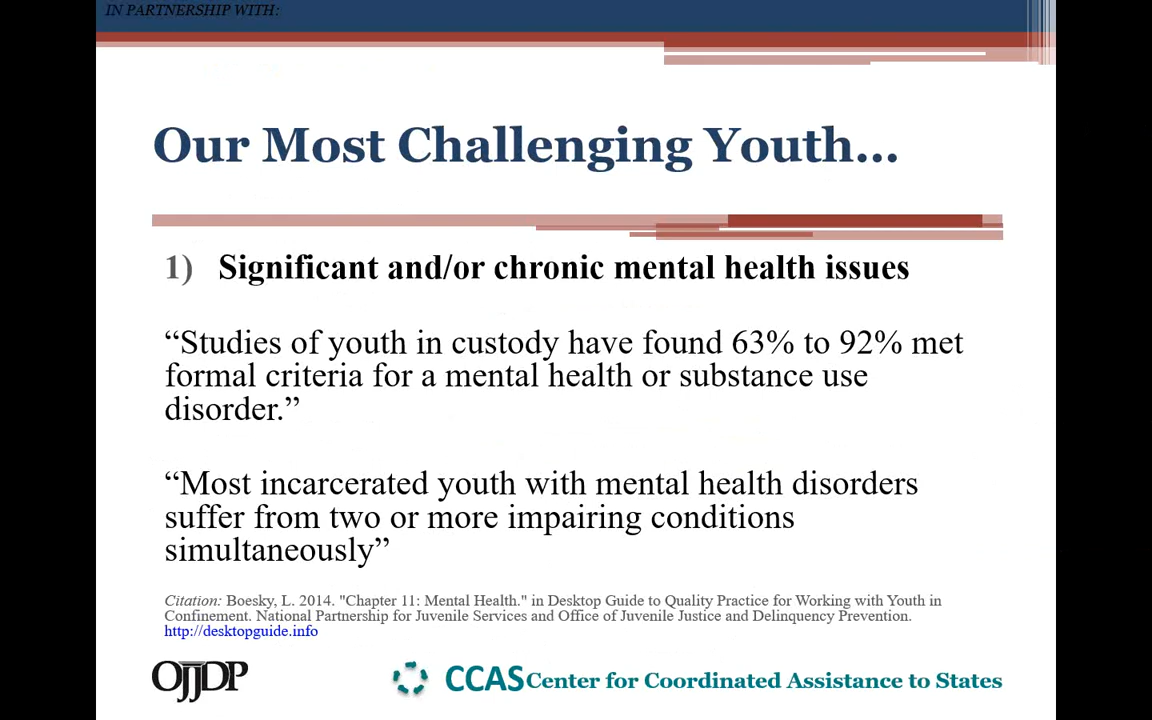 IN PARTNERSHIP WITH:
Our Most Challenging Youth...
1) Significant and/or chronic mental health issues
“Studies of youth in custody have found 63% to 92% met
formal criteria for a mental health or substance use
disorder.”
“Most incarcerated youth with mental health disorders
suffer from two or more impairing conditions
simultaneously”
Citation: Boesky, L. 2014. "Chapter 11: Mental Health." in Desktop Guide to Quality Practice for Working with Youth in
Confinement. National Partnership for Juvenile Services and Office of Juvenile Justice and Delinquency Prevention.
http://desktopguide.info
OJJDP CCAS Center for Coordinated Assistance to States